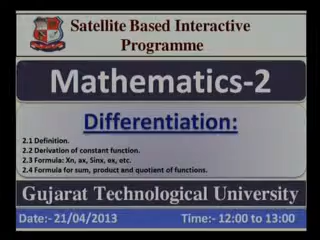 Satellite Based Interactive
Programme
Mathematics-2
Differentiation:
2.1 Definition.
2.2 Derivation of constant function.
2.3 Formula: Xn, ax, Sinx, ex, etc.
2.4 Formula for sum, product and quotient of functions.
Gujarat Technological University
Date:- 21/04/2013 Time:- 12:00 to 13:00